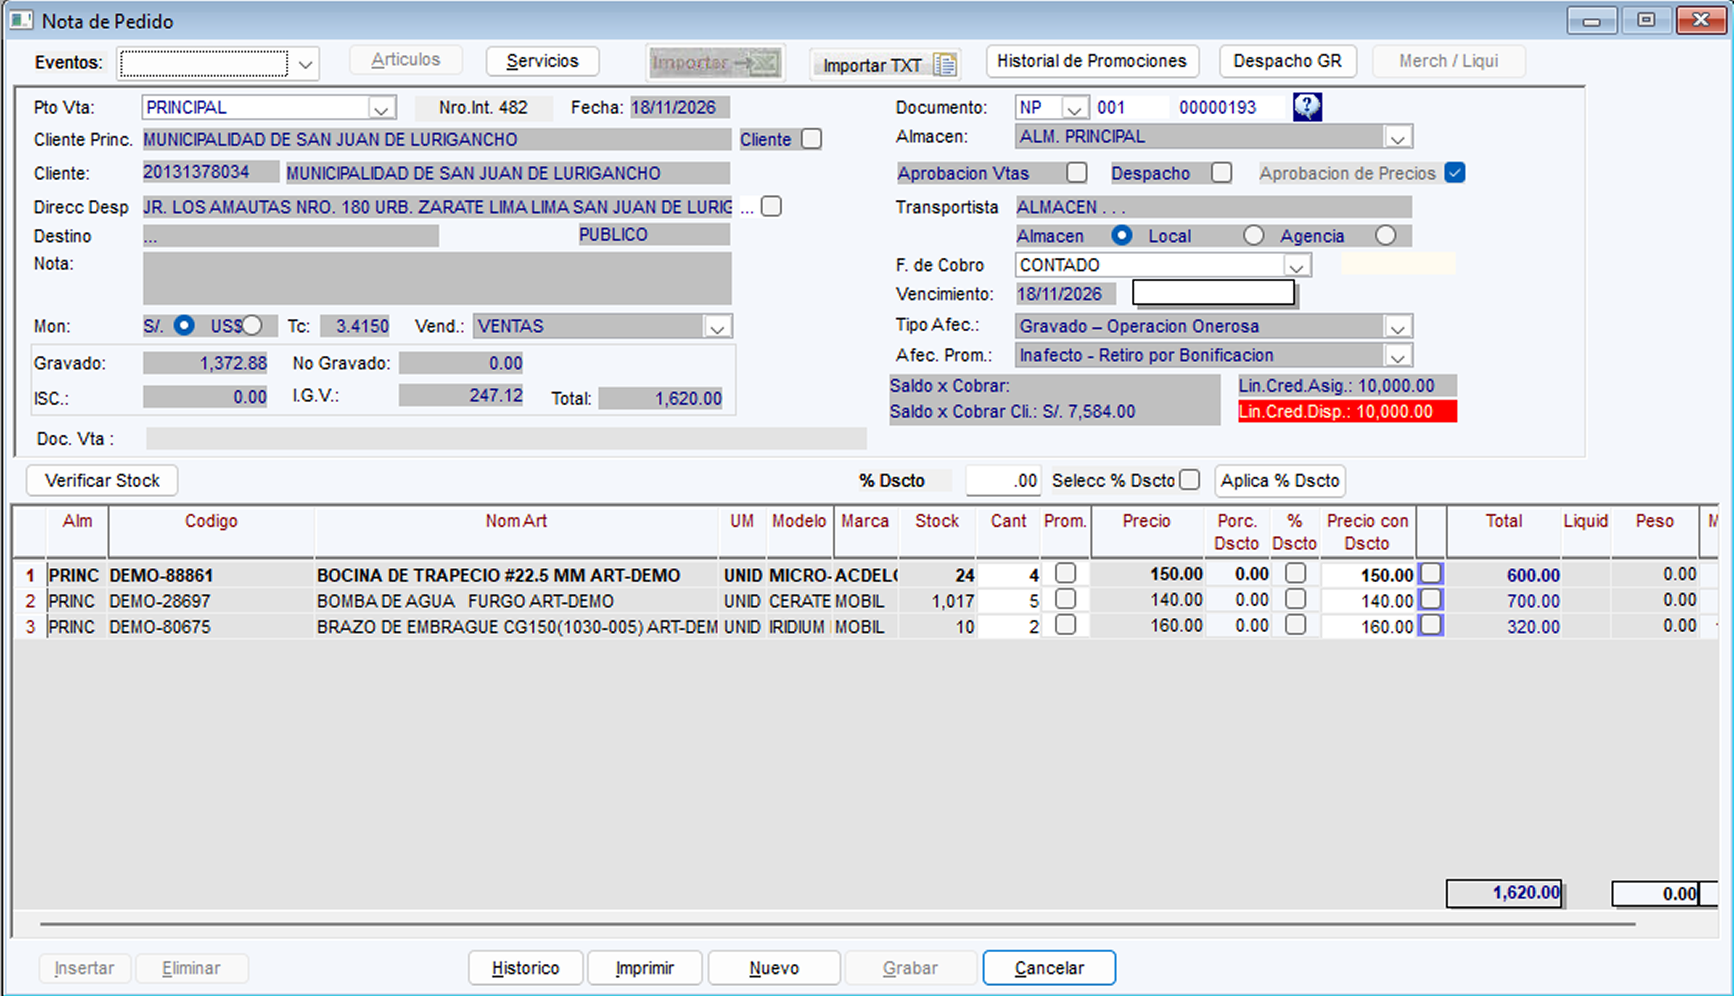 Nota de Pedido
Eventos: Articulos Servicios Importar Importar TXT Historial de Promociones Despacho GR Merch / Liqui
Pto Vta: PRINCIPAL Nro.Int. 482 Fecha: 18/11/2026 Documento: NP 001 00000193 ?
Cliente Princ. MUNICIPALIDAD DE SAN JUAN DE LURIGANCHO Cliente Almacen: ALM. PRINCIPAL
Cliente: 20131378034 MUNICIPALIDAD DE SAN JUAN DE LURIGANCHO Aprobacion Vtas Despacho Aprobacion de Precios
Direcc Desp JR. LOS AMAUTAS NRO. 180 URB. ZARATE LIMA LIMA SAN JUAN DE LURIG ... Transportista ALMACEN . . .
Destino ... PUBLICO Almacen Local Agencia
Nota: F. de Cobro CONTADO
Vencimiento: 18/11/2026
Mon: S/. US$ Tc: 3.4150 Vend.: VENTAS Tipo Afec.: Gravado – Operacion Onerosa
Gravado: 1,372.88 No Gravado: 0.00 Afec. Prom.: Inafecto - Retiro por Bonificacion
ISC.: 0.00 I.G.V.: 247.12 Total: 1,620.00 Saldo x Cobrar: Lin.Cred.Asig.: 10,000.00
Saldo x Cobrar Cli.: S/. 7,584.00 Lin.Cred.Disp.: 10,000.00
Doc. Vta :
Verificar Stock % Dscto .00 Selecc % Dscto Aplica % Dscto
Alm Codigo Nom Art UM Modelo Marca Stock Cant Prom. Precio Porc. Dscto % Dscto Precio con Dscto Total Liquid Peso M
1 PRINC DEMO-88861 BOCINA DE TRAPECIO #22.5 MM ART-DEMO UNID MICRO- ACDELC 24 4 150.00 0.00 150.00 600.00 0.00
2 PRINC DEMO-28697 BOMBA DE AGUA FURGO ART-DEMO UNID CERATE MOBIL 1,017 5 140.00 0.00 140.00 700.00 0.00
3 PRINC DEMO-80675 BRAZO DE EMBRAGUE CG150(1030-005) ART-DEM UNID IRIDIUM MOBIL 10 2 160.00 0.00 160.00 320.00 0.00
1,620.00 0.00
Insertar Eliminar Historico Imprimir Nuevo Grabar Cancelar